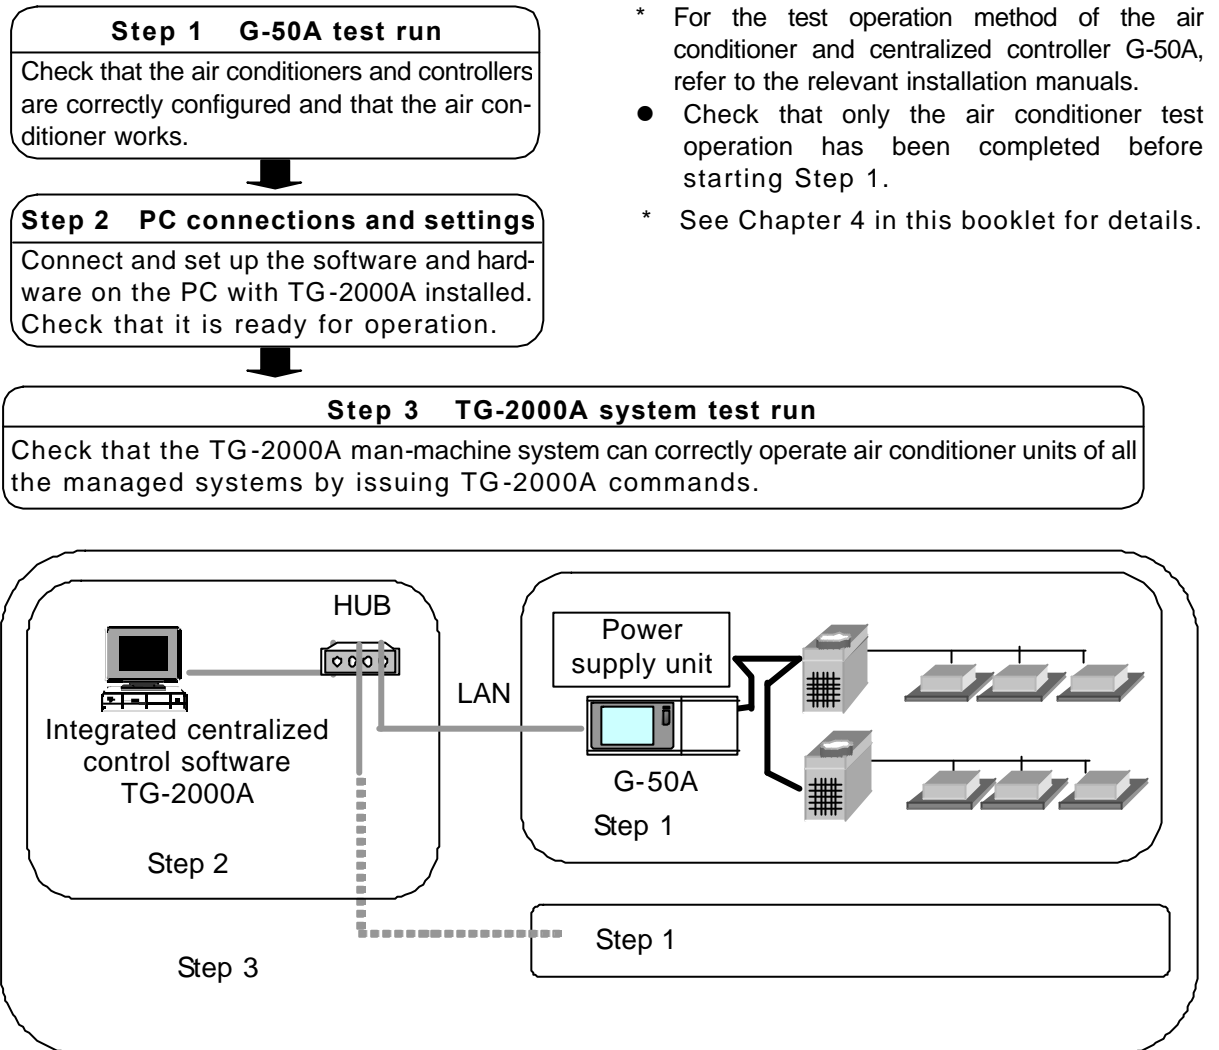 Step 1 G-50A test run
Check that the air conditioners and controllers
are correctly configured and that the air con-
ditioner works.
* For the test operation method of the air
conditioner and centralized controller G-50A,
refer to the relevant installation manuals.
● Check that only the air conditioner test
operation has been completed before
starting Step 1.
Step 2 PC connections and settings
Connect and set up the software and hard-
ware on the PC with TG-2000A installed.
Check that it is ready for operation.
* See Chapter 4 in this booklet for details.
Step 3 TG-2000A system test run
Check that the TG-2000A man-machine system can correctly operate air conditioner units of all
the managed systems by issuing TG-2000A commands.
HUB
Integrated centralized
control software
TG-2000A
Step 2
LAN
Power
supply unit
G-50A
Step 1
Step 1
Step 3